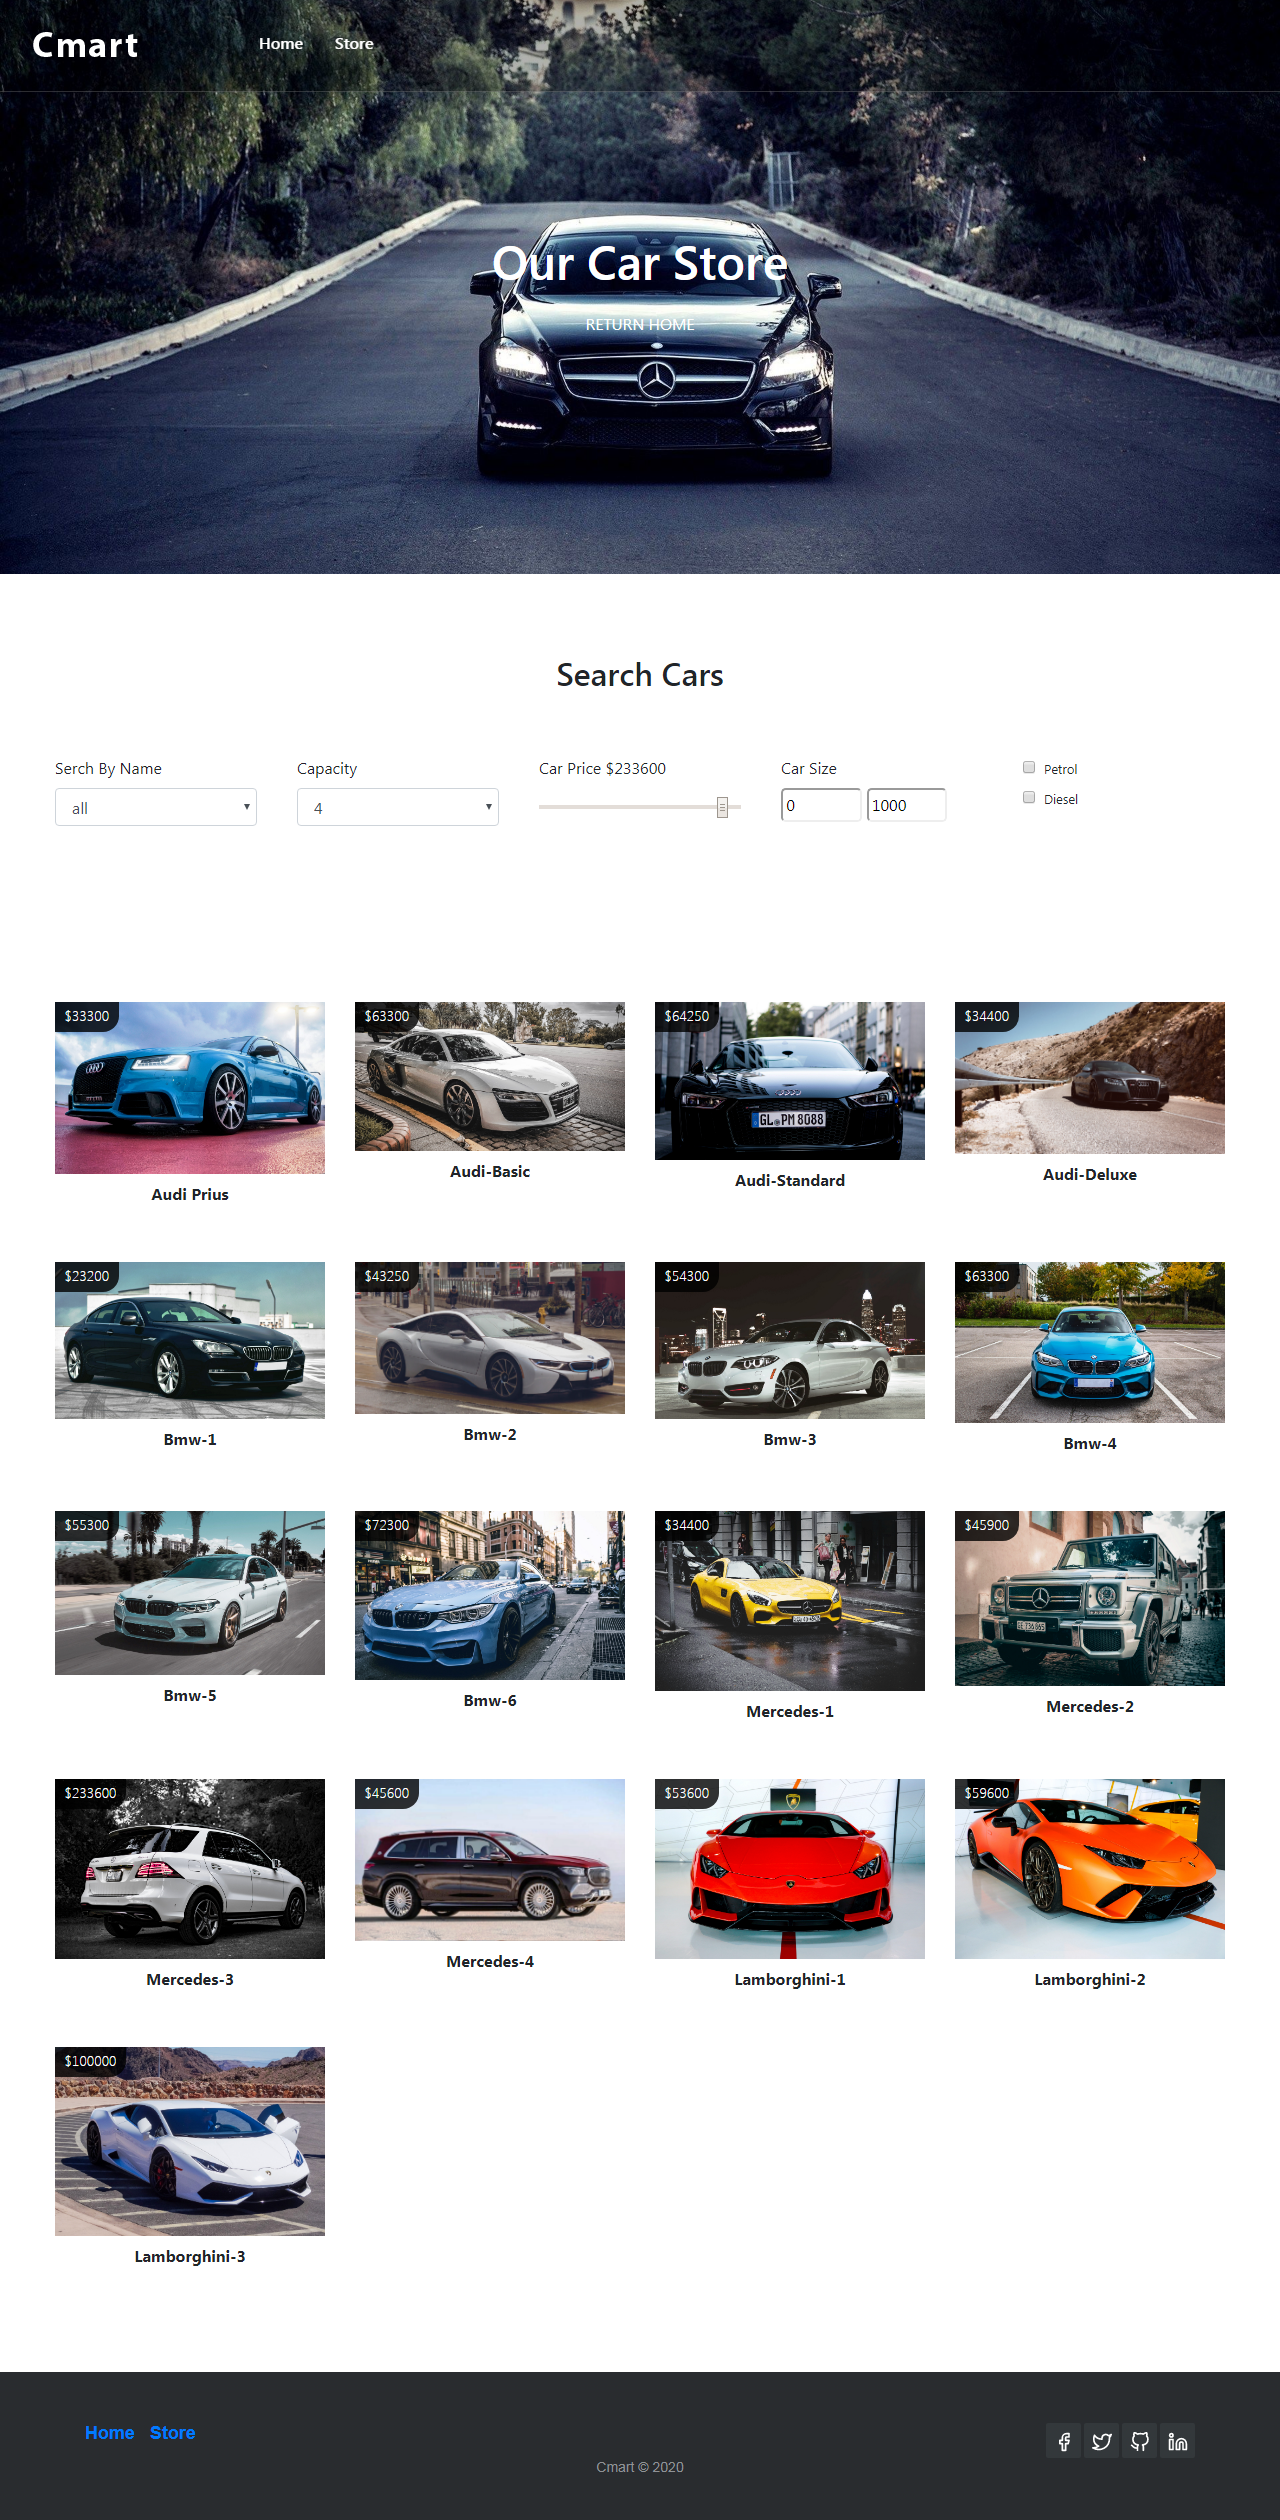 Cmart
Home Store
Our Car Store
RETURN HOME
Search Cars
Serch By Name Capacity Car Price $233600 Car Size Petrol
all 4 0 1000 Diesel
$33300 $63300 $64250 $34400
GL PM 8088
Audi Prius Audi-Basic Audi-Standard Audi-Deluxe
$23200 $43250 $54300 $63300
Bmw-1 Bmw-2 Bmw-3 Bmw-4
$55300 $72300 $34400 $45900
Bmw-5 Bmw-6 Mercedes-1 Mercedes-2
$233600 $45600 $53600 $59600
Mercedes-3 Mercedes-4 Lamborghini-1 Lamborghini-2
$100000
Lamborghini-3
Home Store
Cmart © 2020